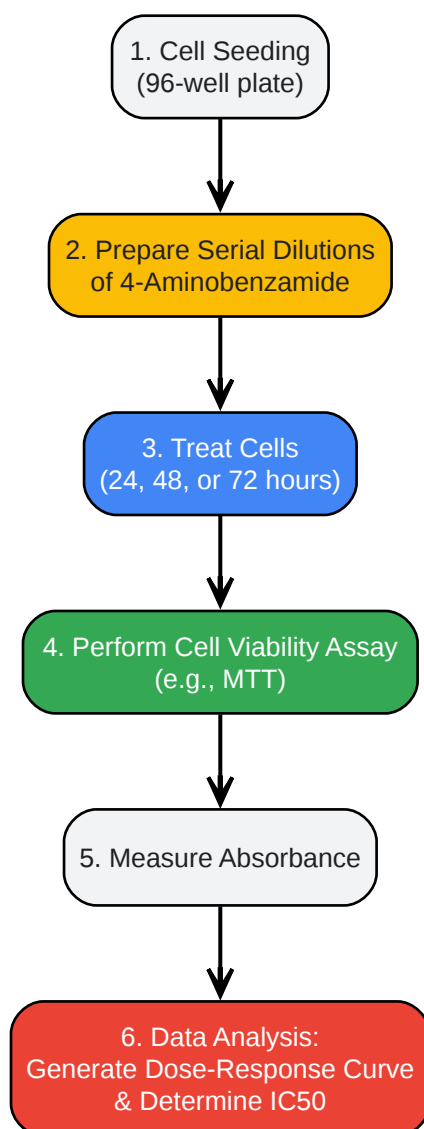 1. Cell Seeding
(96-well plate)
2. Prepare Serial Dilutions
of 4-Aminobenzamide
3. Treat Cells
(24, 48, or 72 hours)
4. Perform Cell Viability Assay
(e.g., MTT)
5. Measure Absorbance
6. Data Analysis:
Generate Dose-Response Curve
& Determine IC50